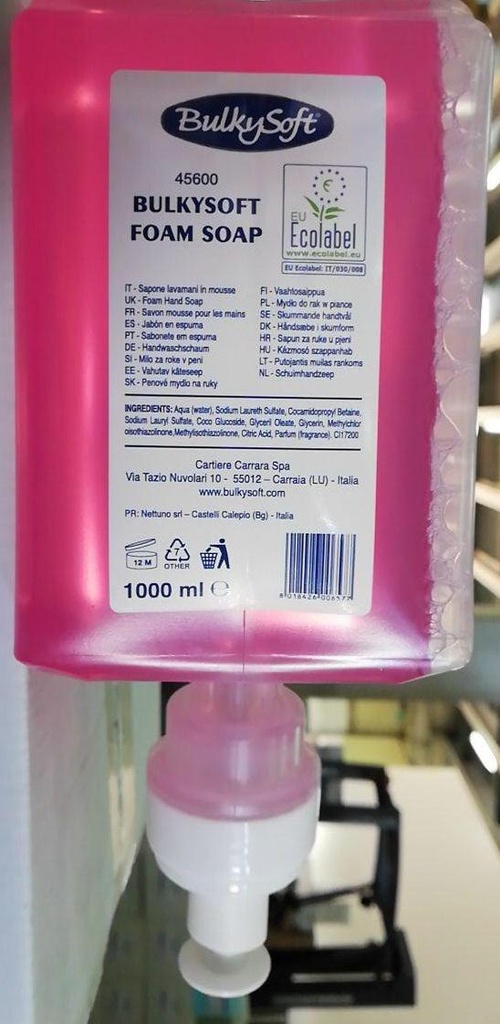 BulkySoft
45600
BULKYSOFT
FOAM SOAP
EU
Ecolabel
www.ecolabel.eu
EU Ecolabel: IT/030/008
IT - Sapone lavamani in mousse
UK - Foam Hand Soap
FR - Savon mousse pour les mains
ES - Jabón en espuma
PT - Sabonete em espuma
DE - Handwaschschaum
SI - Milo za roke v peni
EE - Vahutav käteseep
SK - Penové mydlo na ruky
FI - Vaahtosaippua
PL - Mydło do rąk w piance
SE - Skummande handtvål
DK - Håndsæbe i skumform
HR - Sapun za ruke u pjeni
HU - Kézmosó szappanhab
LT - Putojantis muilas rankoms
NL - Schuimhandzeep
INGREDIENTS: Aqua (water), Sodium Laureth Sulfate, Cocamidopropyl Betaine,
Sodium Lauryl Sulfate, Coco Glucoside, Glyceril Oleate, Glycerin, Methylchlor
oisothiazolinone, Methylisothiazolinone, Citric Acid, Parfum (fragrance). CI17200
Cartiere Carrara Spa
Via Tazio Nuvolari 10 - 55012 – Carraia (LU) - Italia
www.bulkysoft.com
PR: Nettuno srl – Castelli Calepio (Bg) - Italia
12 M
7
OTHER
1000 ml e
8 018426 006577